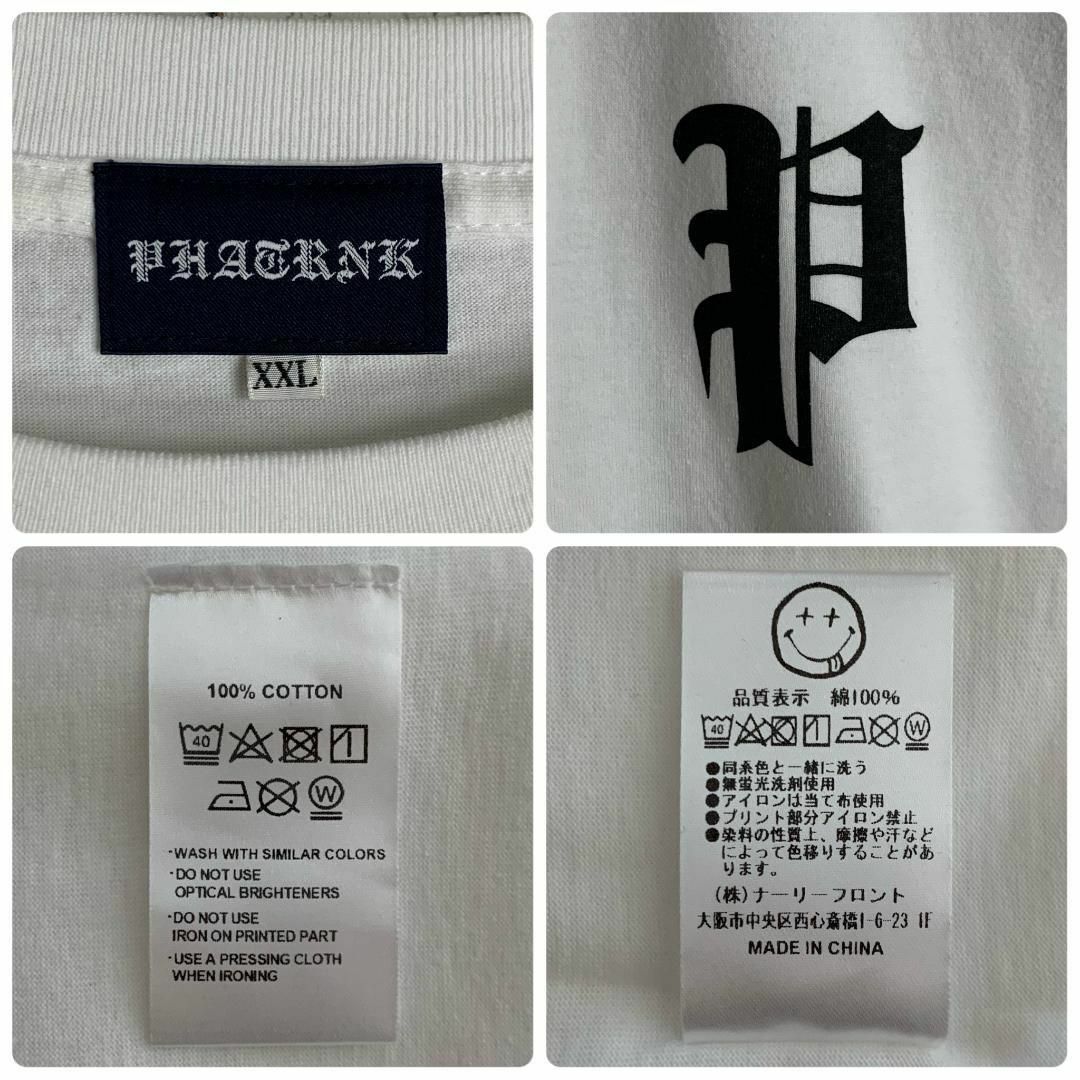 PHATRNK
XXL
P
100% COTTON
40
W
·WASH WITH SIMILAR COLORS
·DO NOT USE
OPTICAL BRIGHTENERS
·DO NOT USE
IRON ON PRINTED PART
·USE A PRESSING CLOTH
WHEN IRONING
品質表示 綿100%
40
W
●同系色と一緒に洗う
●無蛍光洗剤使用
●アイロンは当て布使用
●プリント部分アイロン禁止
●染料の性質上、摩擦や汗など
によって色移りすることがあ
ります。
(株)ナーリーフロント
大阪市中央区西心斎橋1-6-23 1F
MADE IN CHINA